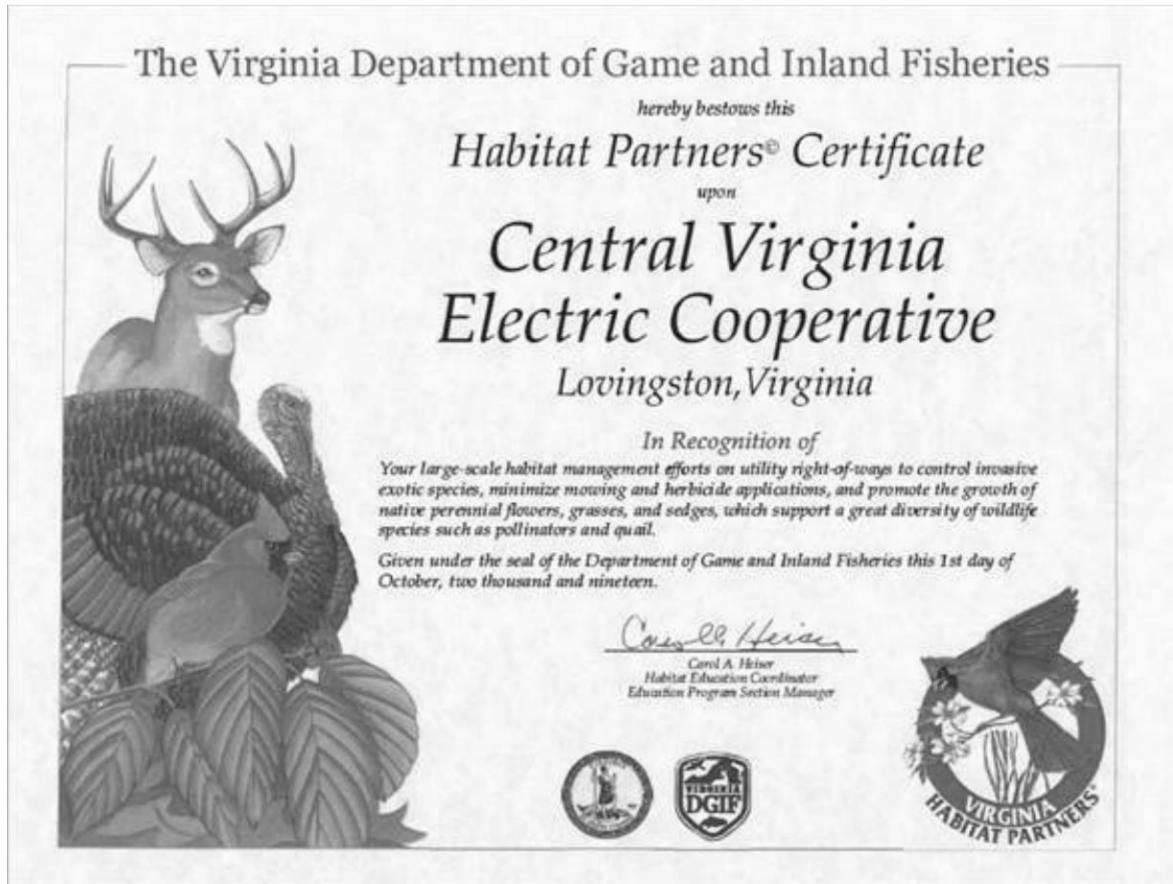 The Virginia Department of Game and Inland Fisheries
hereby bestows this
Habitat Partners© Certificate
upon
Central Virginia
Electric Cooperative
Lovingston, Virginia
In Recognition of
Your large-scale habitat management efforts on utility right-of-ways to control invasive
exotic species, minimize mowing and herbicide applications, and promote the growth of
native perennial flowers, grasses, and sedges, which support a great diversity of wildlife
species such as pollinators and quail.
Given under the seal of the Department of Game and Inland Fisheries this 1st day of
October, two thousand and nineteen.
Carol A. Heiser
Habitat Education Coordinator
Education Program Section Manager
VIRGINIA
DGIF
VIRGINIA
HABITAT PARTNERS